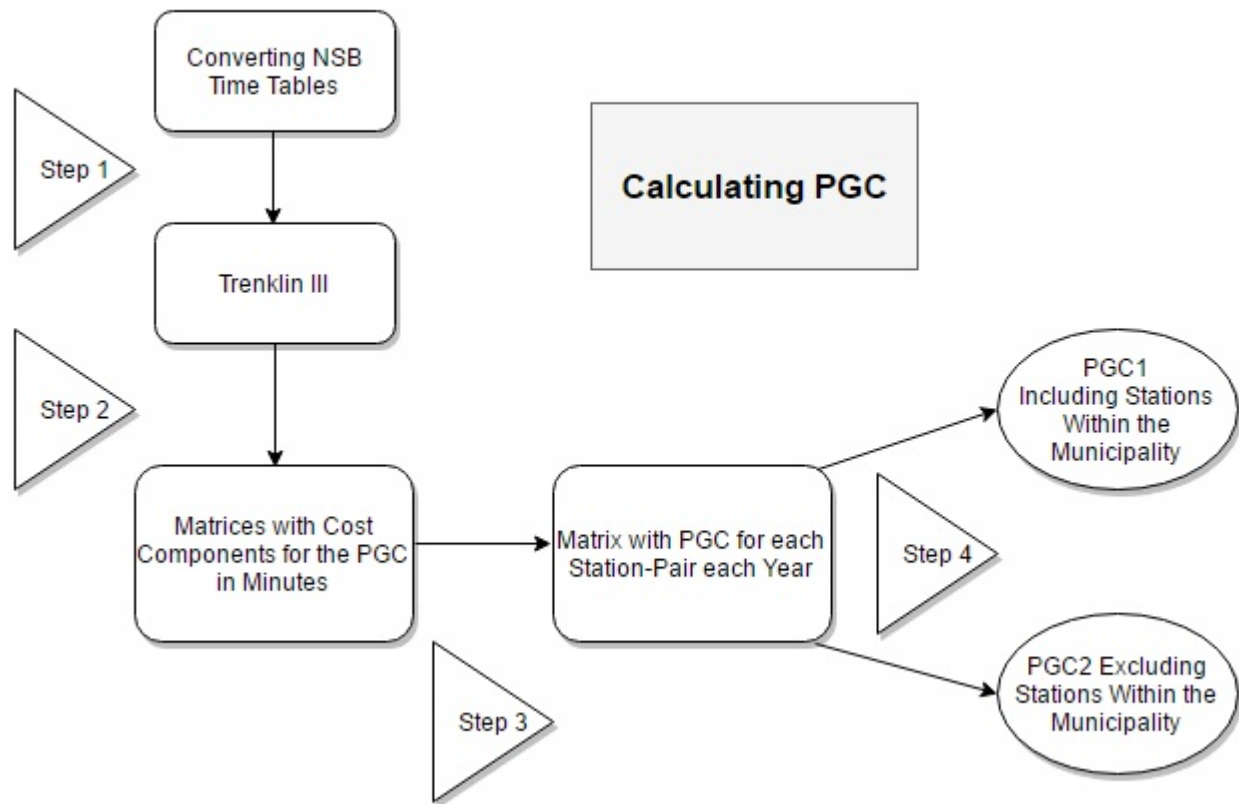 Converting NSB
Time Tables
Step 1
Calculating PGC
Trenklin III
Step 2
PGC1
Including Stations
Within the
Municipality
Matrices with Cost
Components for the PGC
in Minutes
Matrix with PGC for each
Station-Pair each Year
Step 4
Step 3
PGC2 Excluding
Stations Within the
Municipality